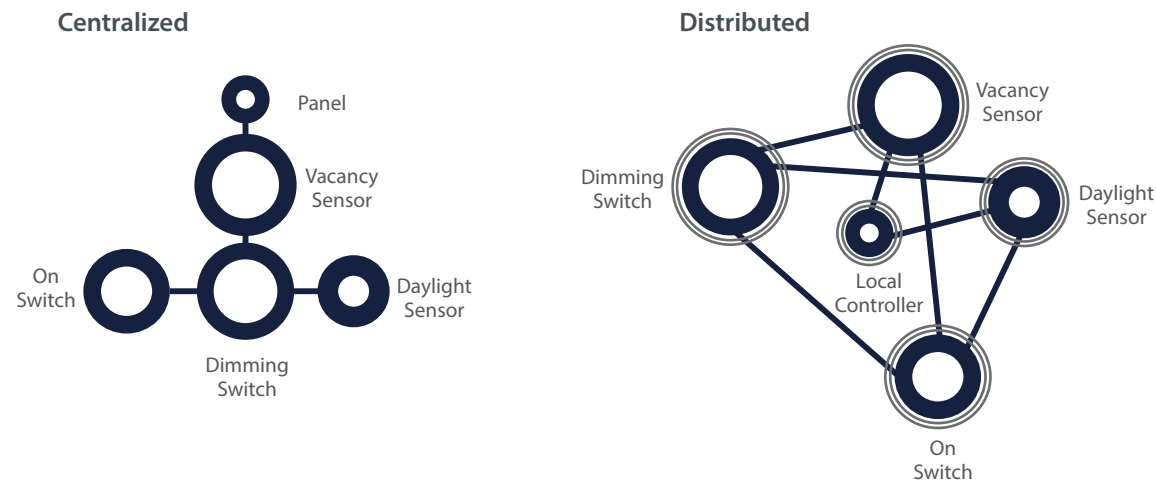 Centralized
Panel
Vacancy
Sensor
On
Switch
Daylight
Sensor
Dimming
Switch
Distributed
Vacancy
Sensor
Dimming
Switch
Daylight
Sensor
Local
Controller
On
Switch